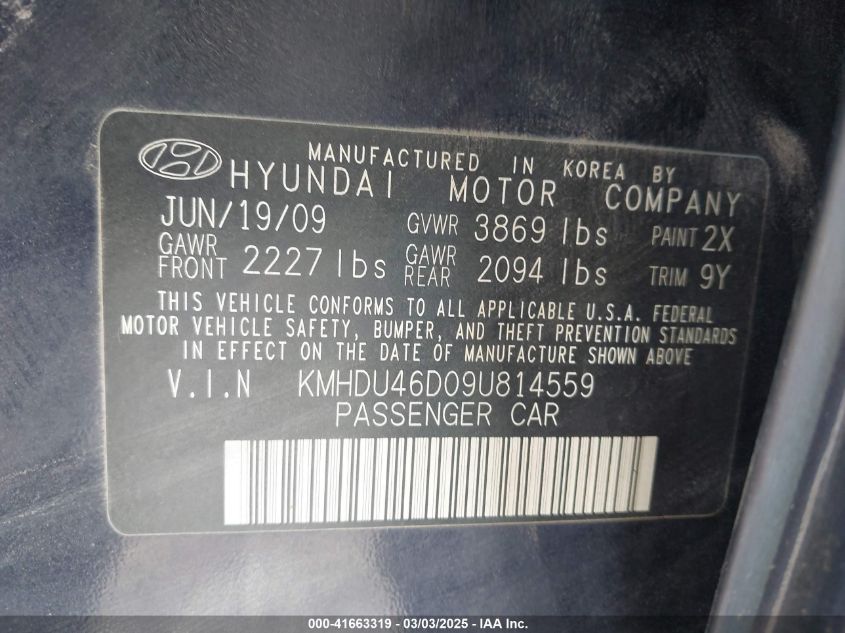 MANUFACTURED IN KOREA BY
HYUNDAI MOTOR COMPANY
JUN/19/09 GVWR 3869 lbs PAINT 2X
GAWR FRONT 2227 lbs GAWR REAR 2094 lbs TRIM 9Y
THIS VEHICLE CONFORMS TO ALL APPLICABLE U.S.A. FEDERAL
MOTOR VEHICLE SAFETY, BUMPER, AND THEFT PREVENTION STANDARDS
IN EFFECT ON THE DATE OF MANUFACTURE SHOWN ABOVE
V.I.N KMHDU46D09U814559
PASSENGER CAR
000-41663319 - 03/03/2025 - IAA Inc.